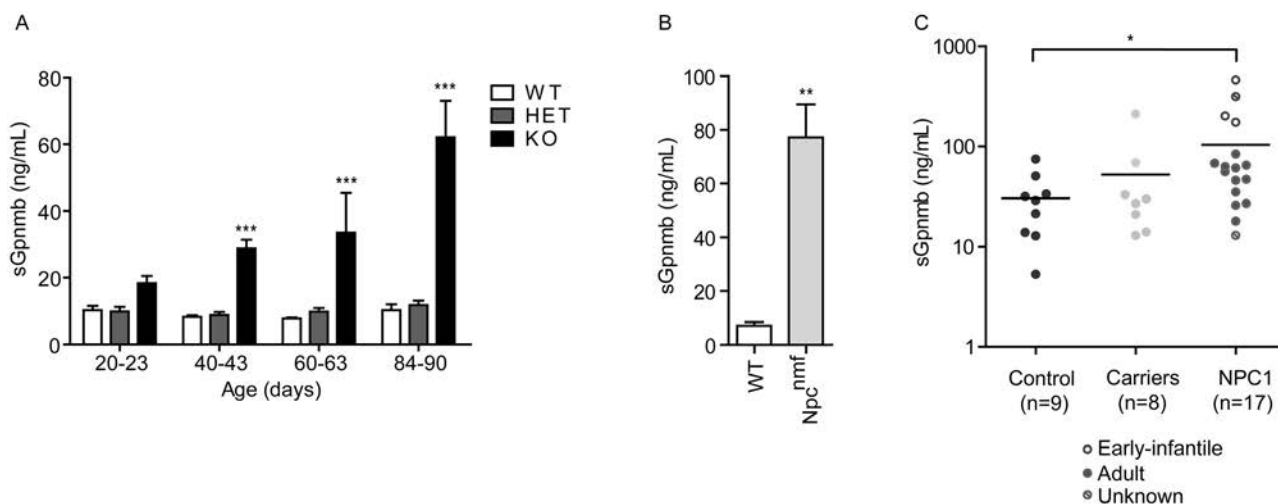 A
sGpnmb (ng/mL)
80
60
40
20
0
***
***
***
20-23
40-43
60-63
84-90
Age (days)
WT
HET
KO
B
sGpnmb (ng/mL)
100
80
60
40
20
0
**
WT
Npc nmf
C
sGpnmb (ng/mL)
1000
100
10
1
*
Control
(n=9)
Carriers
(n=8)
NPC1
(n=17)
Early-infantile
Adult
Unknown